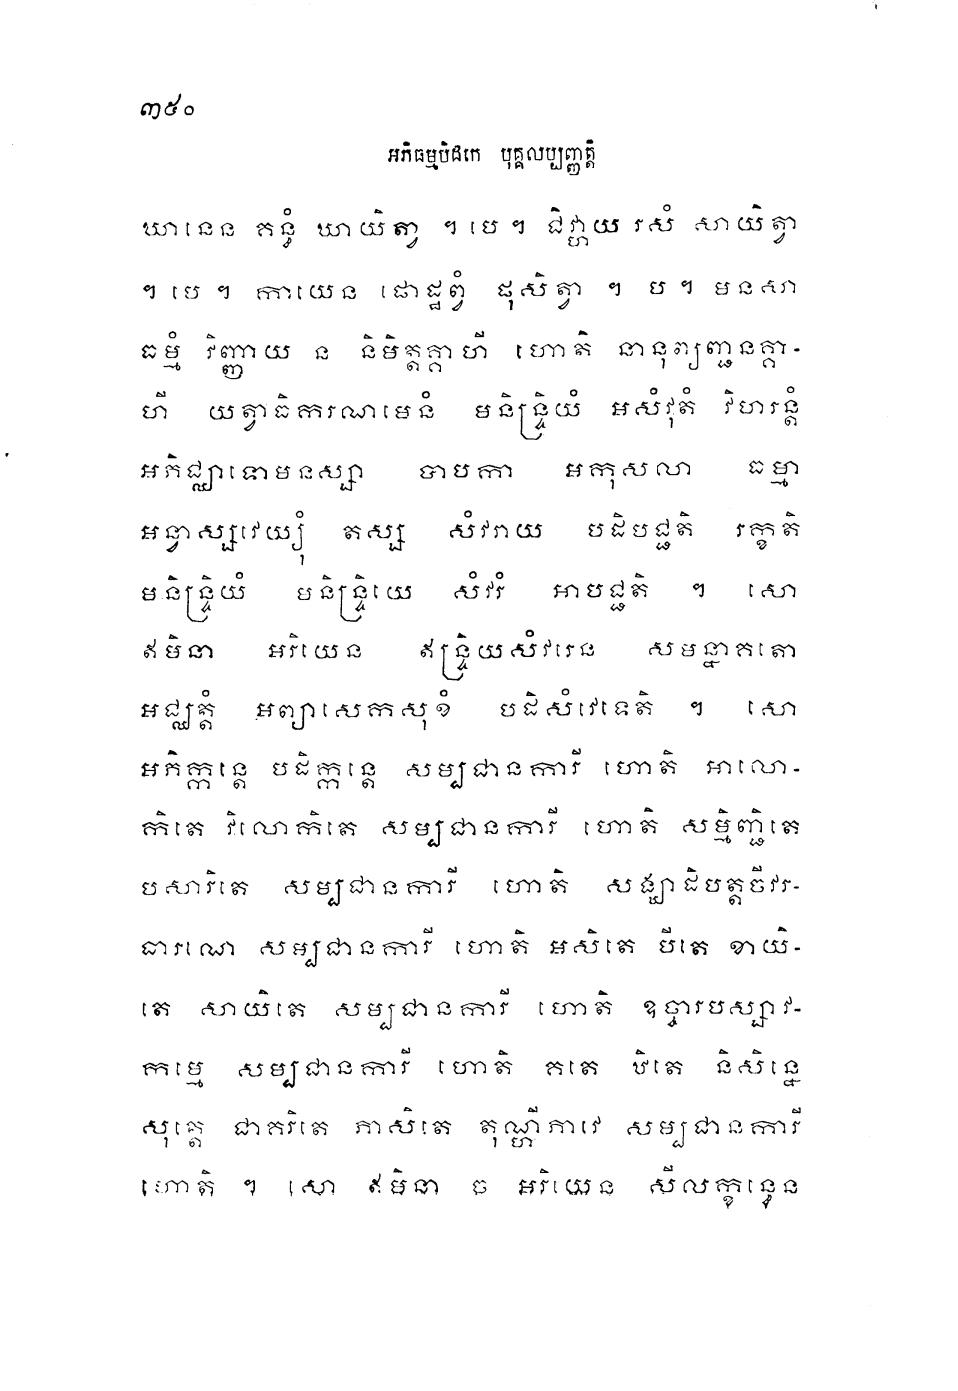 ៣៥០
អភិធម្មបិដកេ បុគ្គលប្បញ្ញត្តិ
ឃានេន គន្ធំ ឃាយិត្វា ។ បេ ។ ជិវ្ហាយ រសំ សាយិត្វា
។ បេ ។ កាយេន ផោដ្ឋព្វំ ផុសិត្វា ។ ប ។ មនសា
ធម្មំ វិញ្ញាយ ន និមិត្តគ្គាហី ហោតិ នានុព្យញ្ជនគ្គា-
ហី យត្វាធិករណមេនំ មនិន្ទ្រិយំ អសំវុតំ វិហរន្តំ
អភិជ្ឈាទោមនស្សា បាបកា អកុសលា ធម្មា
អន្វាស្សវេយ្យុំ តស្ស សំវរាយ បដិបជ្ជតិ រក្ខតិ
មនិន្ទ្រិយំ មនិន្ទ្រិយេ សំវរំ អាបជ្ជតិ ។ សោ
ឥមិនា អរិយេន ឥន្ទ្រិយសំវរេន សមន្នាគតោ
អជ្ឈត្តំ អព្យាសេកសុខំ បដិសំវេទេតិ ។ សោ
អភិក្កន្តេ បដិក្កន្តេ សម្បជានការី ហោតិ អាលោ-
កិតេ វិលោកិតេ សម្បជានការី ហោតិ សម្មិញ្ជិតេ
បសារិតេ សម្បជានការី ហោតិ សង្ឃាដិបត្តចីវរ-
ធារណេ សម្បជានការី ហោតិ អសិតេ បីតេ ខាយិ-
តេ សាយិតេ សម្បជានការី ហោតិ ឧច្ចារបស្សាវ-
កម្មេ សម្បជានការី ហោតិ គតេ ឋិតេ និសិន្នេ
សុត្តេ ជាគរិតេ ភាសិតេ តុណ្ហីភាវេ សម្បជានការី
ហោតិ ។ សោ ឥមិនា ច អរិយេន សីលក្ខន្ធេន